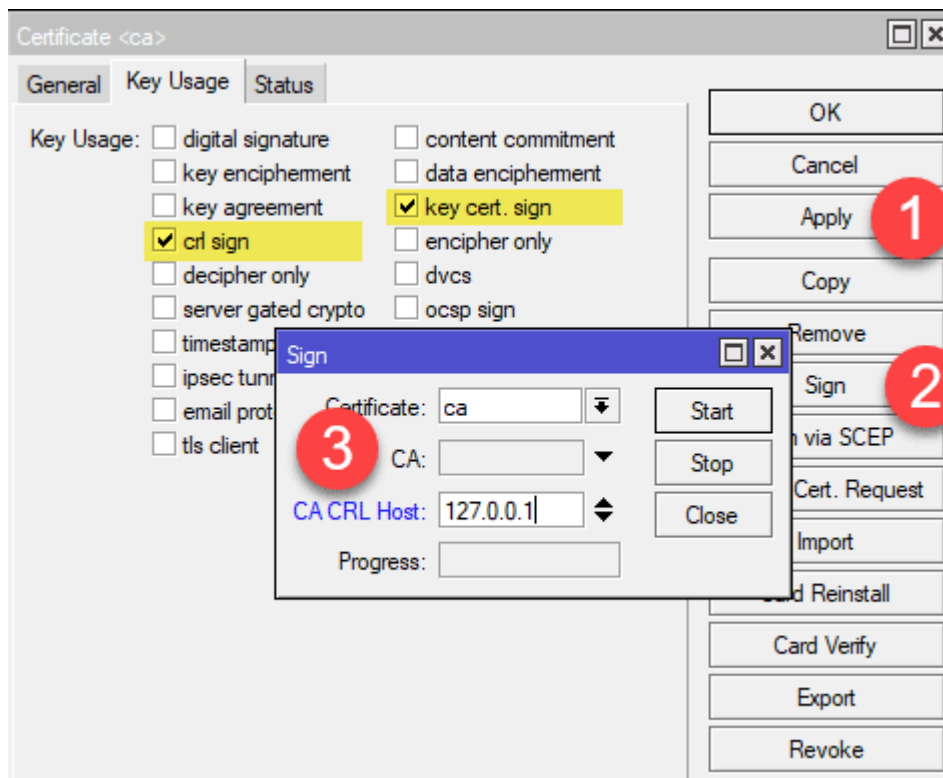 Certificate <ca>
General Key Usage Status
Key Usage:
digital signature
content commitment
key encipherment
data encipherment
key agreement
key cert. sign
crl sign
encipher only
decipher only
dvcs
server gated crypto
ocsp sign
timestamp
ipsec tunn
email prot
tls client
OK
Cancel
Apply
1
Copy
Remove
Sign
2
via SCEP
Cert. Request
Import
Reinstall
Card Verify
Export
Revoke
Sign
Certificate: ca
Start
3
CA:
Stop
CA CRL Host: 127.0.0.1
Close
Progress: